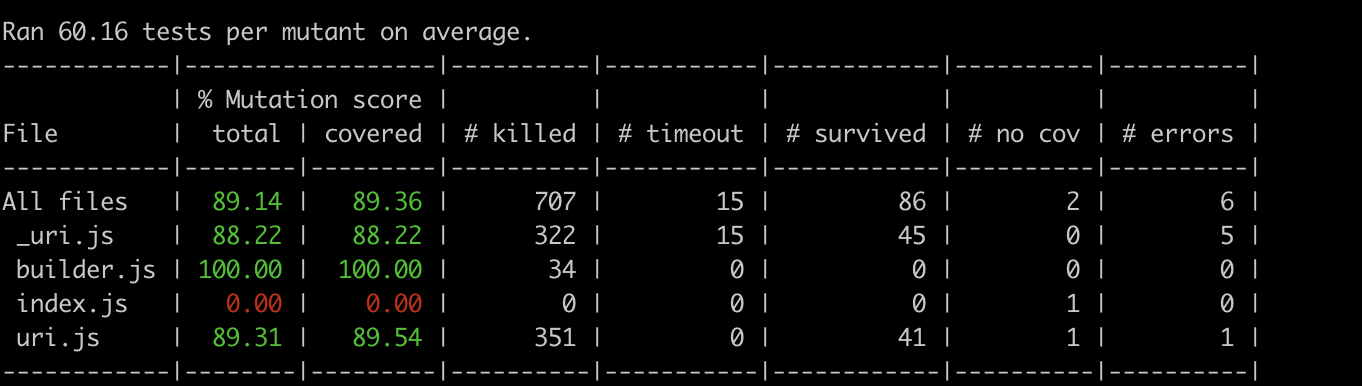 Ran 60.16 tests per mutant on average.
------------|------------------|----------|-----------|------------|----------|----------|
            | % Mutation score |          |           |            |          |          |
File        |  total | covered | # killed | # timeout | # survived | # no cov | # errors |
------------|--------|---------|----------|-----------|------------|----------|----------|
All files   |  89.14 |   89.36 |      707 |        15 |         86 |        2 |        6 |
 _uri.js    |  88.22 |   88.22 |      322 |        15 |         45 |        0 |        5 |
 builder.js | 100.00 |  100.00 |       34 |         0 |          0 |        0 |        0 |
 index.js   |   0.00 |    0.00 |        0 |         0 |          0 |        1 |        0 |
 uri.js     |  89.31 |   89.54 |      351 |         0 |         41 |        1 |        1 |
------------|--------|---------|----------|-----------|------------|----------|----------|